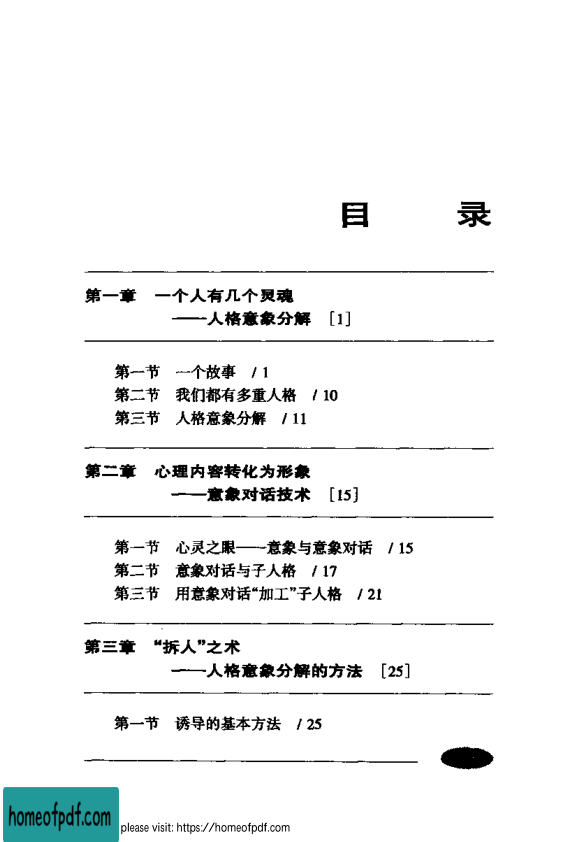 目 录
第一章 一个人有几个灵魂
——人格意象分解 [1]
第一节 一个故事 / 1
第二节 我们都有多重人格 / 10
第三节 人格意象分解 / 11
第二章 心理内容转化为形象
——意象对话技术 [15]
第一节 心灵之眼——意象与意象对话 / 15
第二节 意象对话与子人格 / 17
第三节 用意象对话“加工”子人格 / 21
第三章 “拆人”之术
——人格意象分解的方法 [25]
第一节 诱导的基本方法 / 25
homeofpdf.com
please visit: https://homeofpdf.com